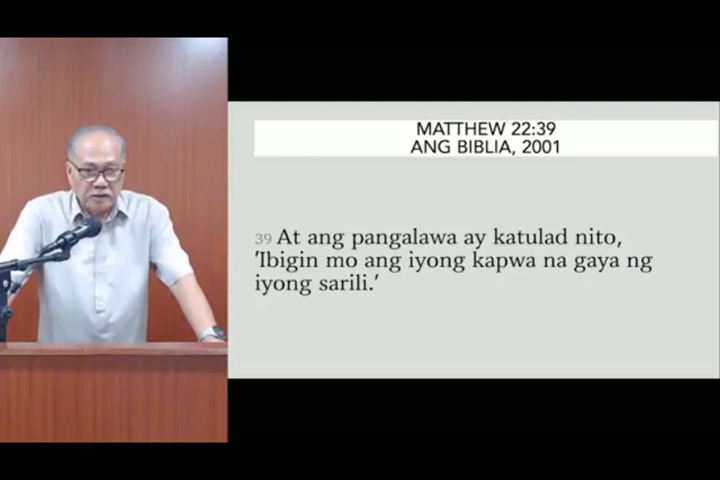 MATTHEW 22:39
ANG BIBLIA, 2001
39 At ang pangalawa ay katulad nito,
'Ibigin mo ang iyong kapwa na gaya ng
iyong sarili.'